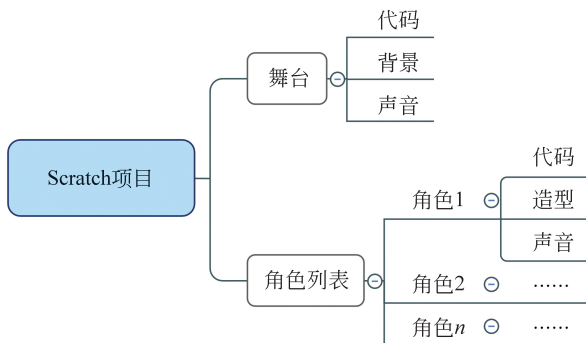 代码
舞台
背景
声音
Scratch项目
代码
角色1
造型
声音
角色列表
角色2
……
角色n
……